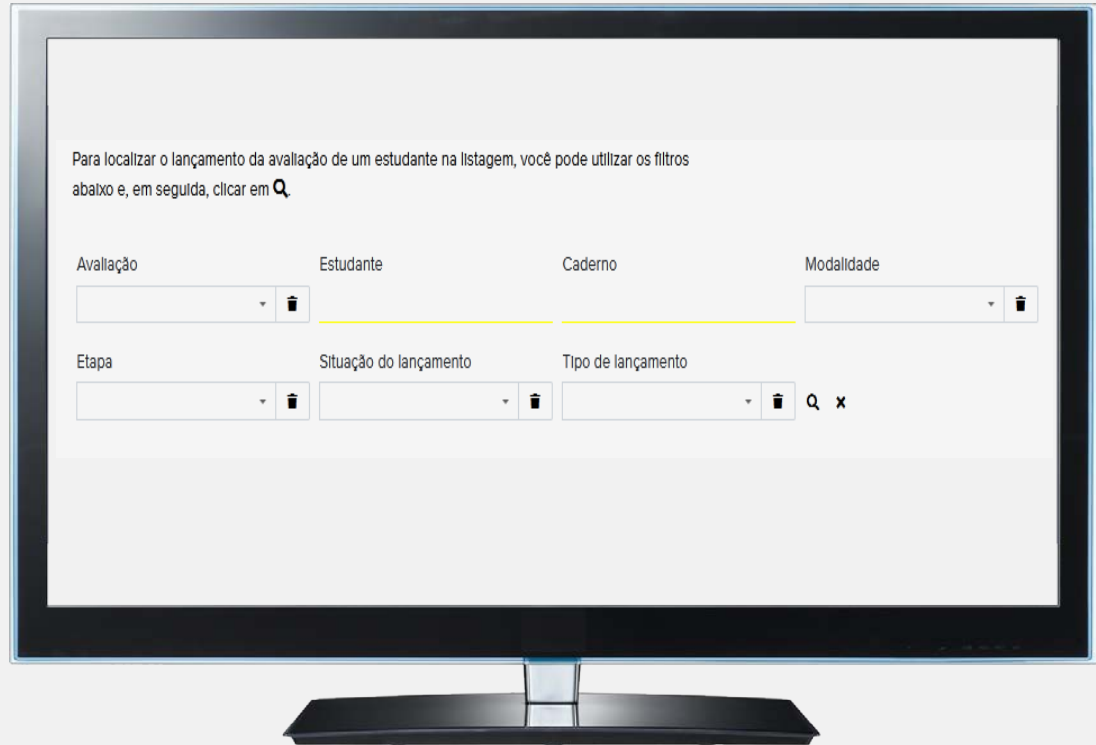 Para localizar o lançamento da avaliação de um estudante na listagem, você pode utilizar os filtros
abaixo e, em seguida, clicar em
Avaliação Estudante Caderno Modalidade
Etapa Situação do lançamento Tipo de lançamento